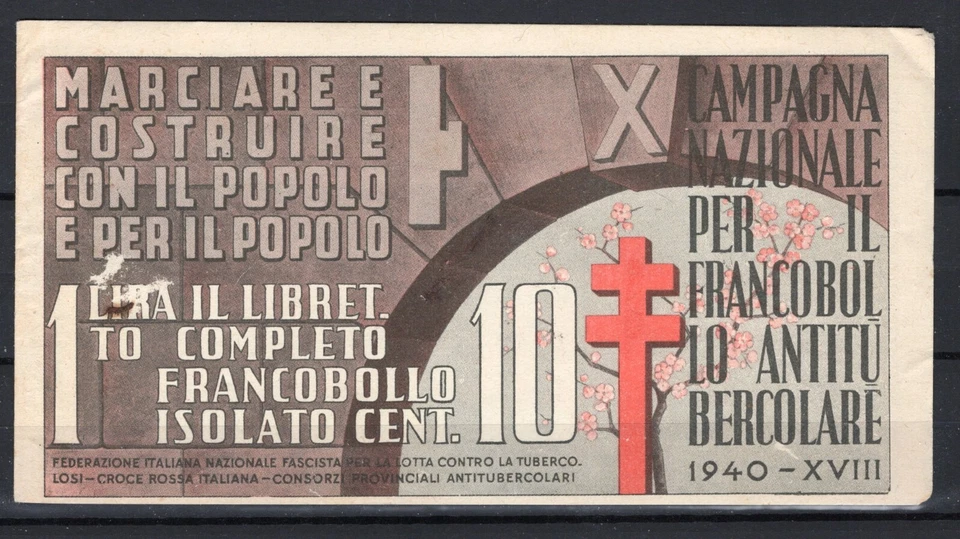 MARCIARE E
COSTRUIRE
CON IL POPOLO
E PER IL POPOLO
X
CAMPAGNA
NAZIONALE
PER IL
FRANCOBOL
LO ANTITU
BERCOLARE
1940 - XVIII
1 LIRA IL LIBRET-
TO COMPLETO
FRANCOBOLLO
ISOLATO CENT. 10
FEDERAZIONE ITALIANA NAZIONALE FASCISTA PER LA LOTTA CONTRO LA TUBERCO-
LOSI - CROCE ROSSA ITALIANA - CONSORZI PROVINCIALI ANTITUBERCOLARI